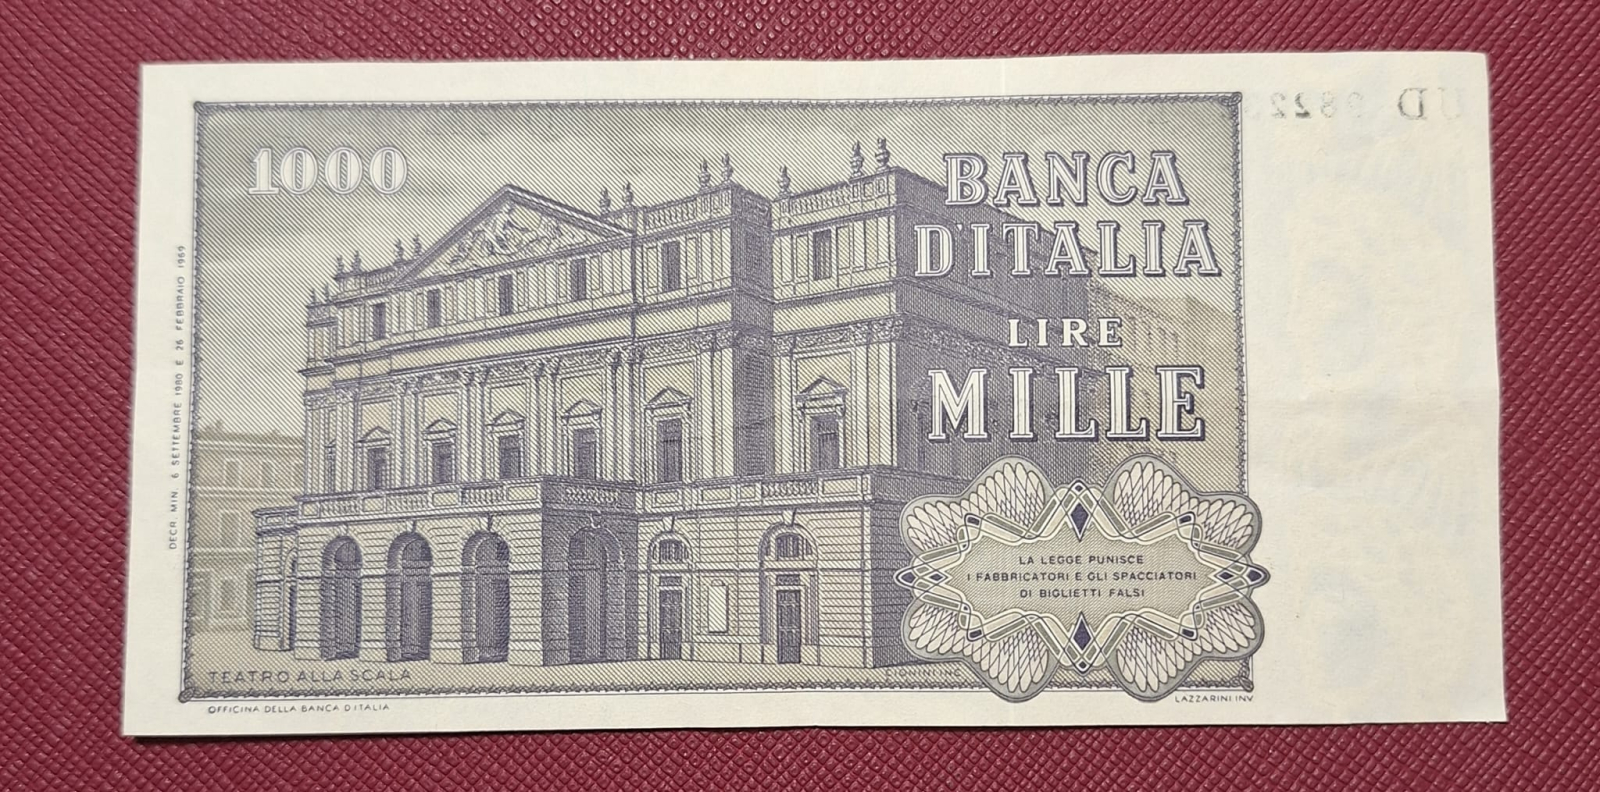 1000
BANCA
D'ITALIA
LIRE
MILLE
DECR. MIN. 6 SETTEMBRE 1980 E 26 FEBBRAIO 1969
LA LEGGE PUNISCE
I FABBRICATORI E GLI SPACCIATORI
DI BIGLIETTI FALSI
TEATRO ALLA SCALA
OFFICINA DELLA BANCA D'ITALIA
LAZZARINI.INV.